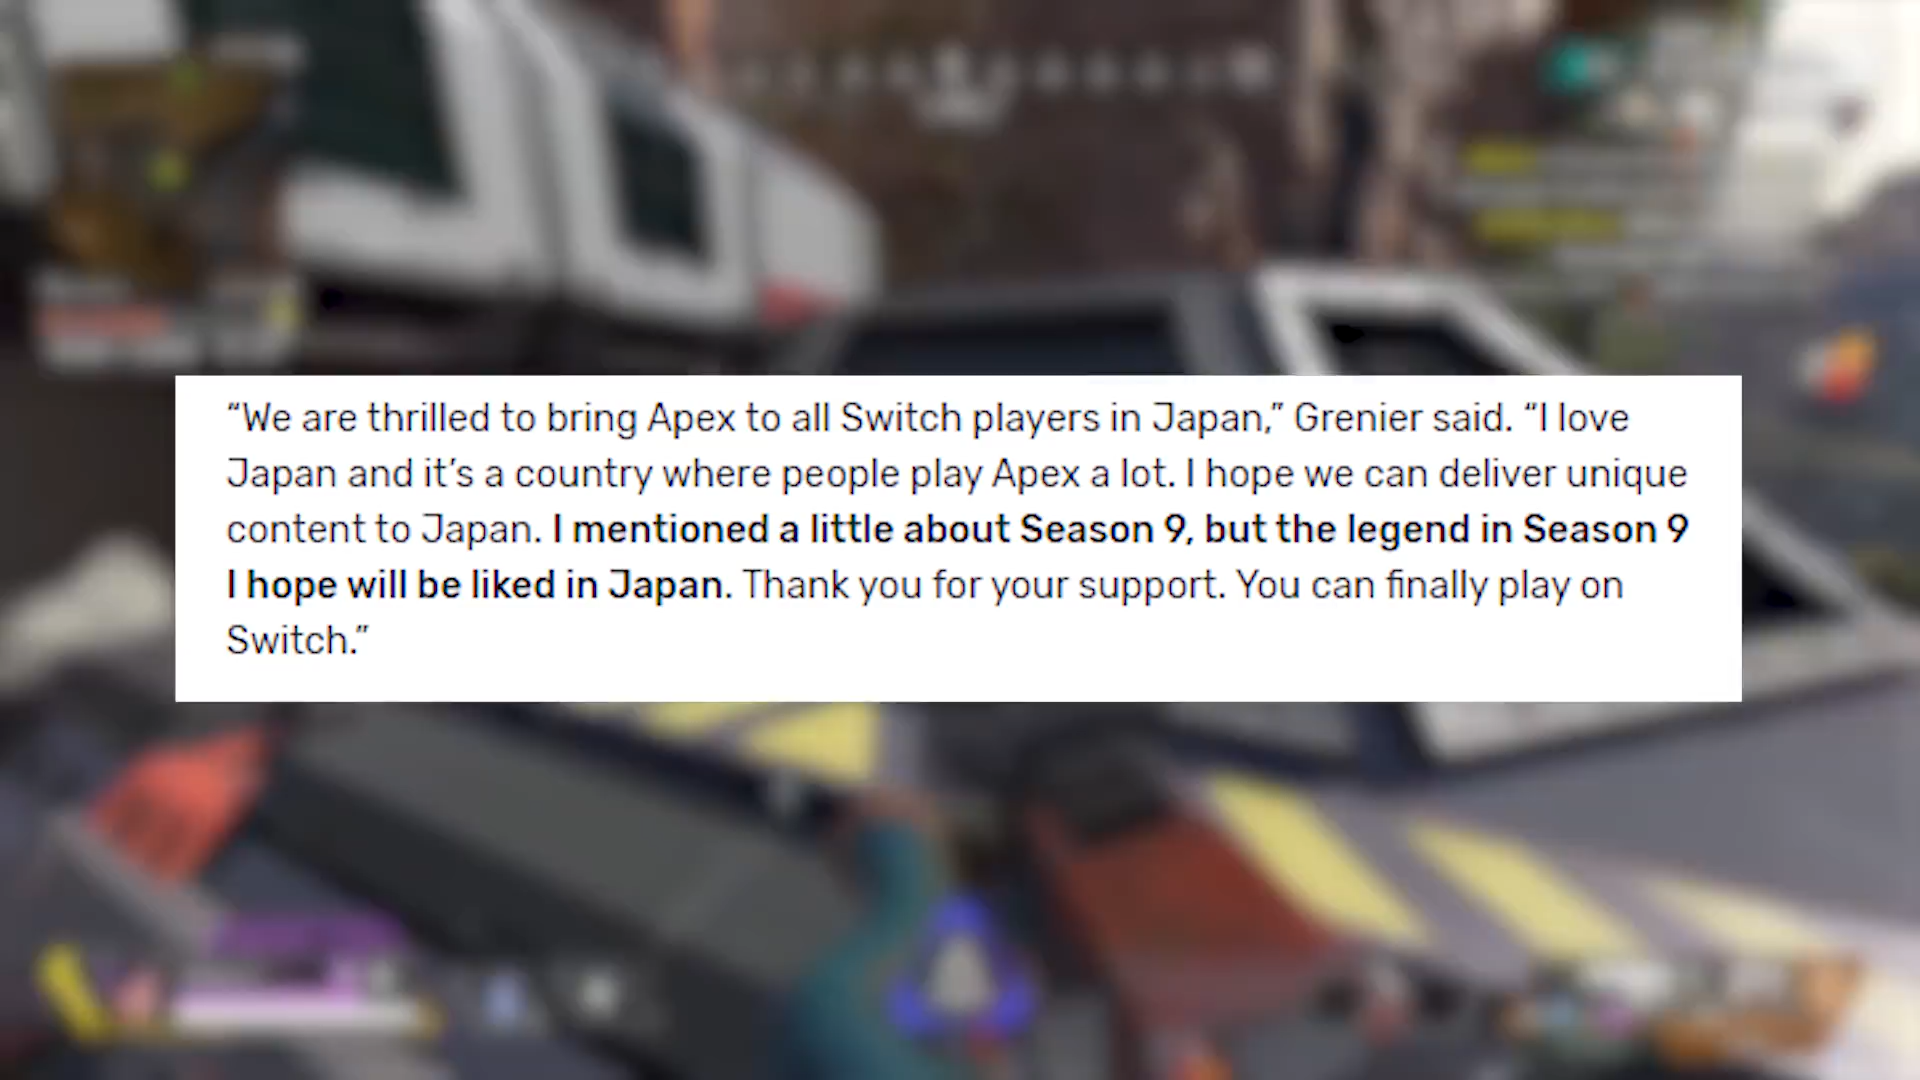 “We are thrilled to bring Apex to all Switch players in Japan,” Grenier said. “I love
Japan and it’s a country where people play Apex a lot. I hope we can deliver unique
content to Japan. I mentioned a little about Season 9, but the legend in Season 9
I hope will be liked in Japan. Thank you for your support. You can finally play on
Switch.”